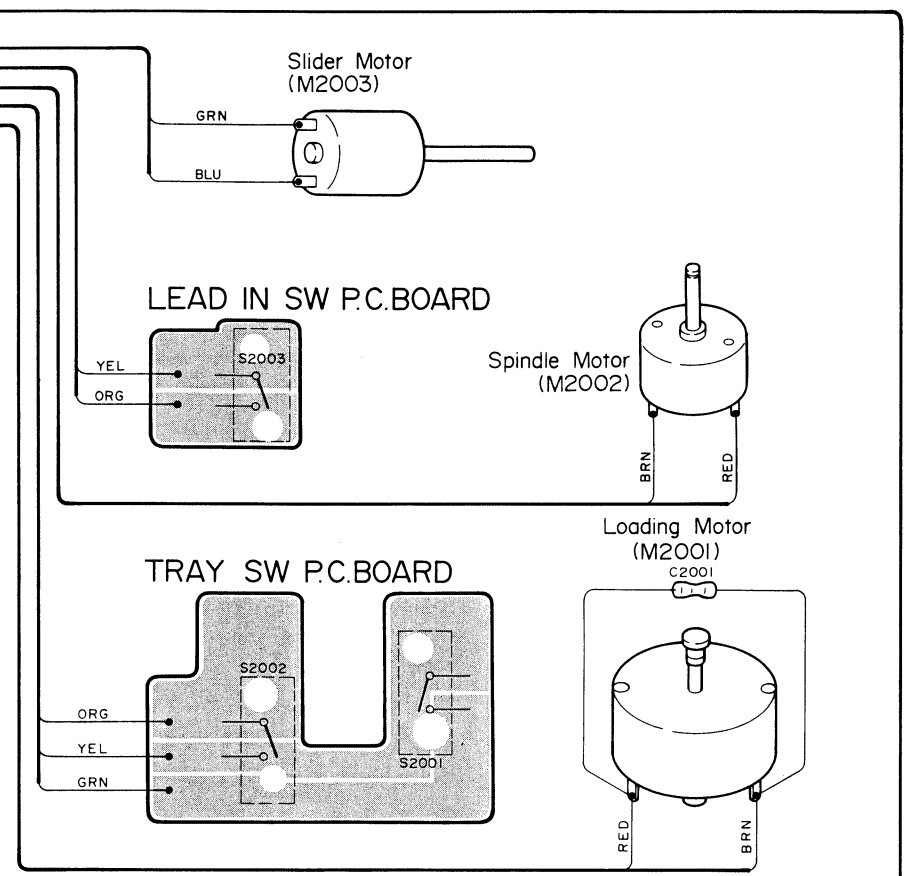 Slider Motor
(M2003)
GRN
BLU
LEAD IN SW P.C.BOARD
S2003
YEL
ORG
Spindle Motor
(M2002)
BRN
RED
Loading Motor
(M2001)
C2001
TRAY SW P.C.BOARD
S2002
ORG
YEL
GRN
S2001
RED
BRN